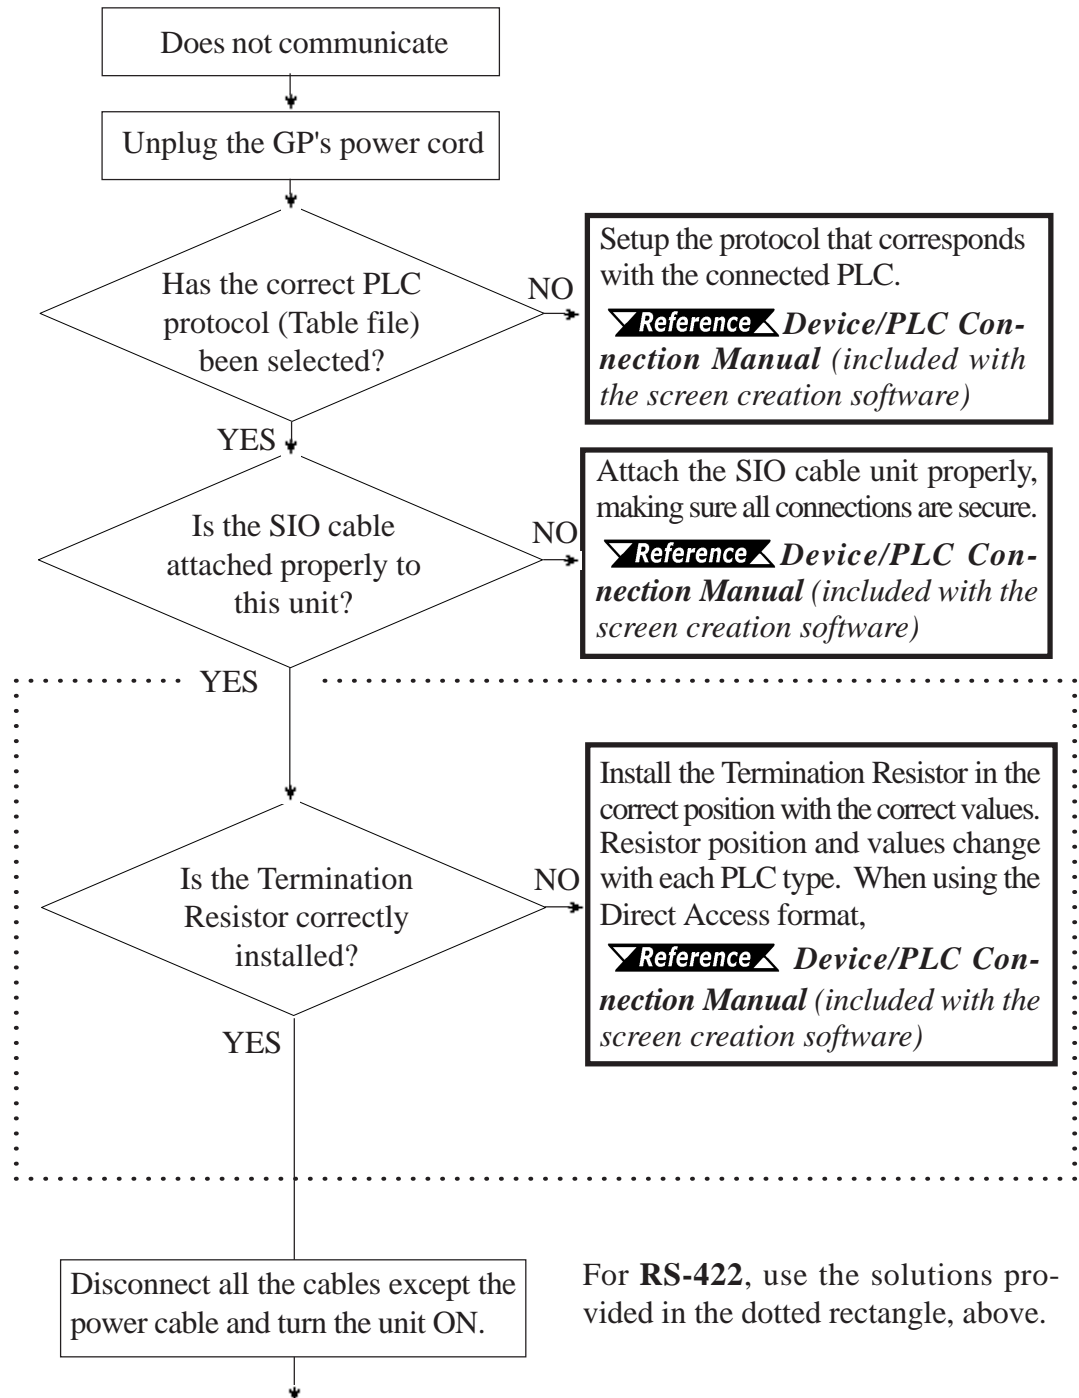 Does not communicate
Unplug the GP's power cord
Has the correct PLC
protocol (Table file)
been selected?
NO
Setup the protocol that corresponds
with the connected PLC.
Reference Device/PLC Con-
nection Manual (included with
the screen creation software)
YES
Is the SIO cable
attached properly to
this unit?
NO
Attach the SIO cable unit properly,
making sure all connections are secure.
Reference Device/PLC Con-
nection Manual (included with the
screen creation software)
YES
Is the Termination
Resistor correctly
installed?
NO
Install the Termination Resistor in the
correct position with the correct values.
Resistor position and values change
with each PLC type. When using the
Direct Access format,
Reference Device/PLC Con-
nection Manual (included with the
screen creation software)
YES
Disconnect all the cables except the
power cable and turn the unit ON.
For RS-422, use the solutions pro-
vided in the dotted rectangle, above.